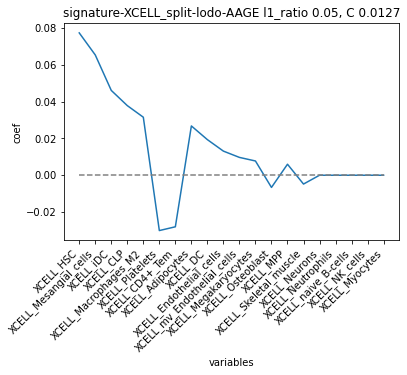 signature-XCELL_split-lodo-AAGE l1_ratio 0.05, C 0.0127
0.08
0.06
0.04
0.02
0.00
−0.02
coef
XCELL_HSC
XCELL_Mesangial_cells
XCELL_iDC
XCELL_CLP
XCELL_Macrophages_M2
XCELL_Platelets
XCELL_CD4+_Tem
XCELL_Adipocytes
XCELL_DC
XCELL_Endothelial_cells
XCELL_mv_Endothelial_cells
XCELL_Megakaryocytes
XCELL_Osteoblast
XCELL_MPP
XCELL_Skeletal_muscle
XCELL_Neurons
XCELL_Neutrophils
XCELL_naive_B-cells
XCELL_NK_cells
XCELL_Myocytes
variables